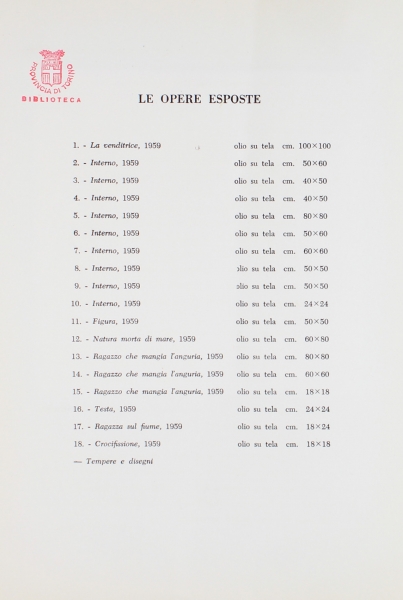 PROVINCIA DI TORINO
BIBLIOTECA
LE OPERE ESPOSTE
1. - La venditrice, 1959 olio su tela cm. 100×100
2. - Interno, 1959 olio su tela cm. 50×60
3. - Interno, 1959 olio su tela cm. 40×50
4. - Interno, 1959 olio su tela cm. 40×50
5. - Interno, 1959 olio su tela cm. 80×80
6. - Interno, 1959 olio su tela cm. 50×60
7. - Interno, 1959 olio su tela cm. 60×60
8. - Interno, 1959 olio su tela cm. 50×50
9. - Interno, 1959 olio su tela cm. 50×50
10. - Interno, 1959 olio su tela cm. 24×24
11. - Figura, 1959 olio su tela cm. 50×50
12. - Natura morta di mare, 1959 olio su tela cm. 60×80
13. - Ragazzo che mangia l'anguria, 1959 olio su tela cm. 80×80
14. - Ragazzo che mangia l'anguria, 1959 olio su tela cm. 60×60
15. - Ragazzo che mangia l'anguria, 1959 olio su tela cm. 18×18
16. - Testa, 1959 olio su tela cm. 24×24
17. - Ragazza sul fiume, 1959 olio su tela cm. 18×24
18. - Crocifissione, 1959 olio su tela cm. 18×18
— Tempere e disegni